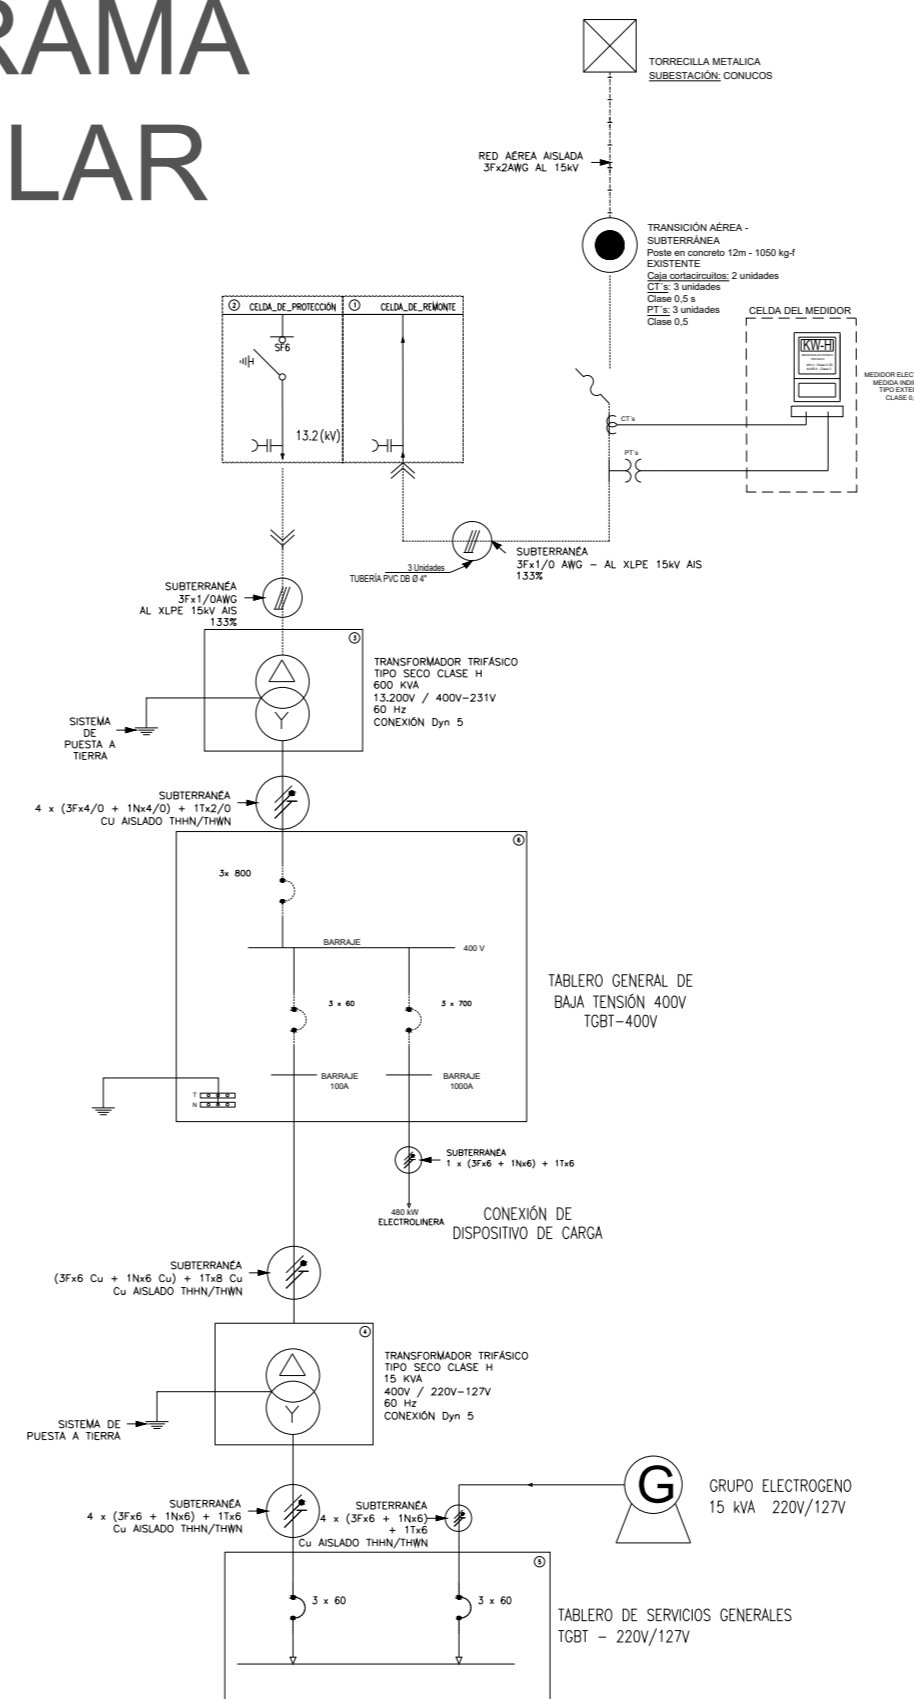 RAMA
LAR
TORRECILLA METALICA
SUBESTACIÓN: CONUCOS
RED AÉREA AISLADA
3Fx2AWG AL 15kV
TRANSICIÓN AÉREA -
SUBTERRÁNEA
Poste en concreto 12m - 1050 kg-f
EXISTENTE
Caja cortacircuitos: 2 unidades
CT´s: 3 unidades
Clase 0,5 s
PT´s: 3 unidades
Clase 0,5
CELDA DEL MEDIDOR
KW-H
MEDIDOR ELECT
MEDIDA INDI
TIPO EXTE
CLASE 0,
CT´s
PT´s
2 CELDA_DE_PROTECCIÓN
1 CELDA_DE_REMONTE
SF6
13.2(kV)
SUBTERRANÉA
3Fx1/0 AWG – AL XLPE 15kV AIS
133%
3 Unidades
TUBERÍA PVC DB Ø 4"
SUBTERRANÉA
3Fx1/0AWG
AL XLPE 15kV AIS
133%
3
TRANSFORMADOR TRIFÁSICO
TIPO SECO CLASE H
600 KVA
13.200V / 400V–231V
60 Hz
CONEXIÓN Dyn 5
SISTEMA
DE
PUESTA A
TIERRA
SUBTERRANÉA
4 x (3Fx4/0 + 1Nx4/0) + 1Tx2/0
CU AISLADO THHN/THWN
6
3x 800
BARRAJE
400 V
3 x 60
3 x 700
BARRAJE
100A
BARRAJE
1000A
T
N
TABLERO GENERAL DE
BAJA TENSIÓN 400V
TGBT–400V
SUBTERRANÉA
1 x (3Fx6 + 1Nx6) + 1Tx6
480 kW
ELECTROLINERA
CONEXIÓN DE
DISPOSITIVO DE CARGA
SUBTERRANÉA
(3Fx6 Cu + 1Nx6 Cu) + 1Tx8 Cu
Cu AISLADO THHN/THWN
4
TRANSFORMADOR TRIFÁSICO
TIPO SECO CLASE H
15 KVA
400V / 220V–127V
60 Hz
CONEXIÓN Dyn 5
SISTEMA DE
PUESTA A TIERRA
SUBTERRANÉA
4 x (3Fx6 + 1Nx6) + 1Tx6
Cu AISLADO THHN/THWN
SUBTERRANÉA
4 x (3Fx6 + 1Nx6)
+ 1Tx6
Cu AISLADO THHN/THWN
G
GRUPO ELECTROGENO
15 kVA 220V/127V
5
3 x 60
3 x 60
TABLERO DE SERVICIOS GENERALES
TGBT – 220V/127V